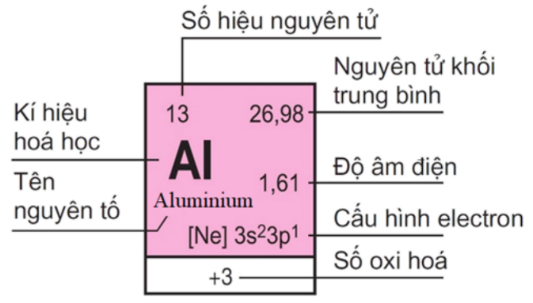 Số hiệu nguyên tử
Nguyên tử khối
trung bình
Kí hiệu
hoá học
13 26,98
Al
Độ âm điện
1,61
Tên
nguyên tố
Aluminium
Cấu hình electron
[Ne] 3s²3p¹
Số oxi hoá
+3